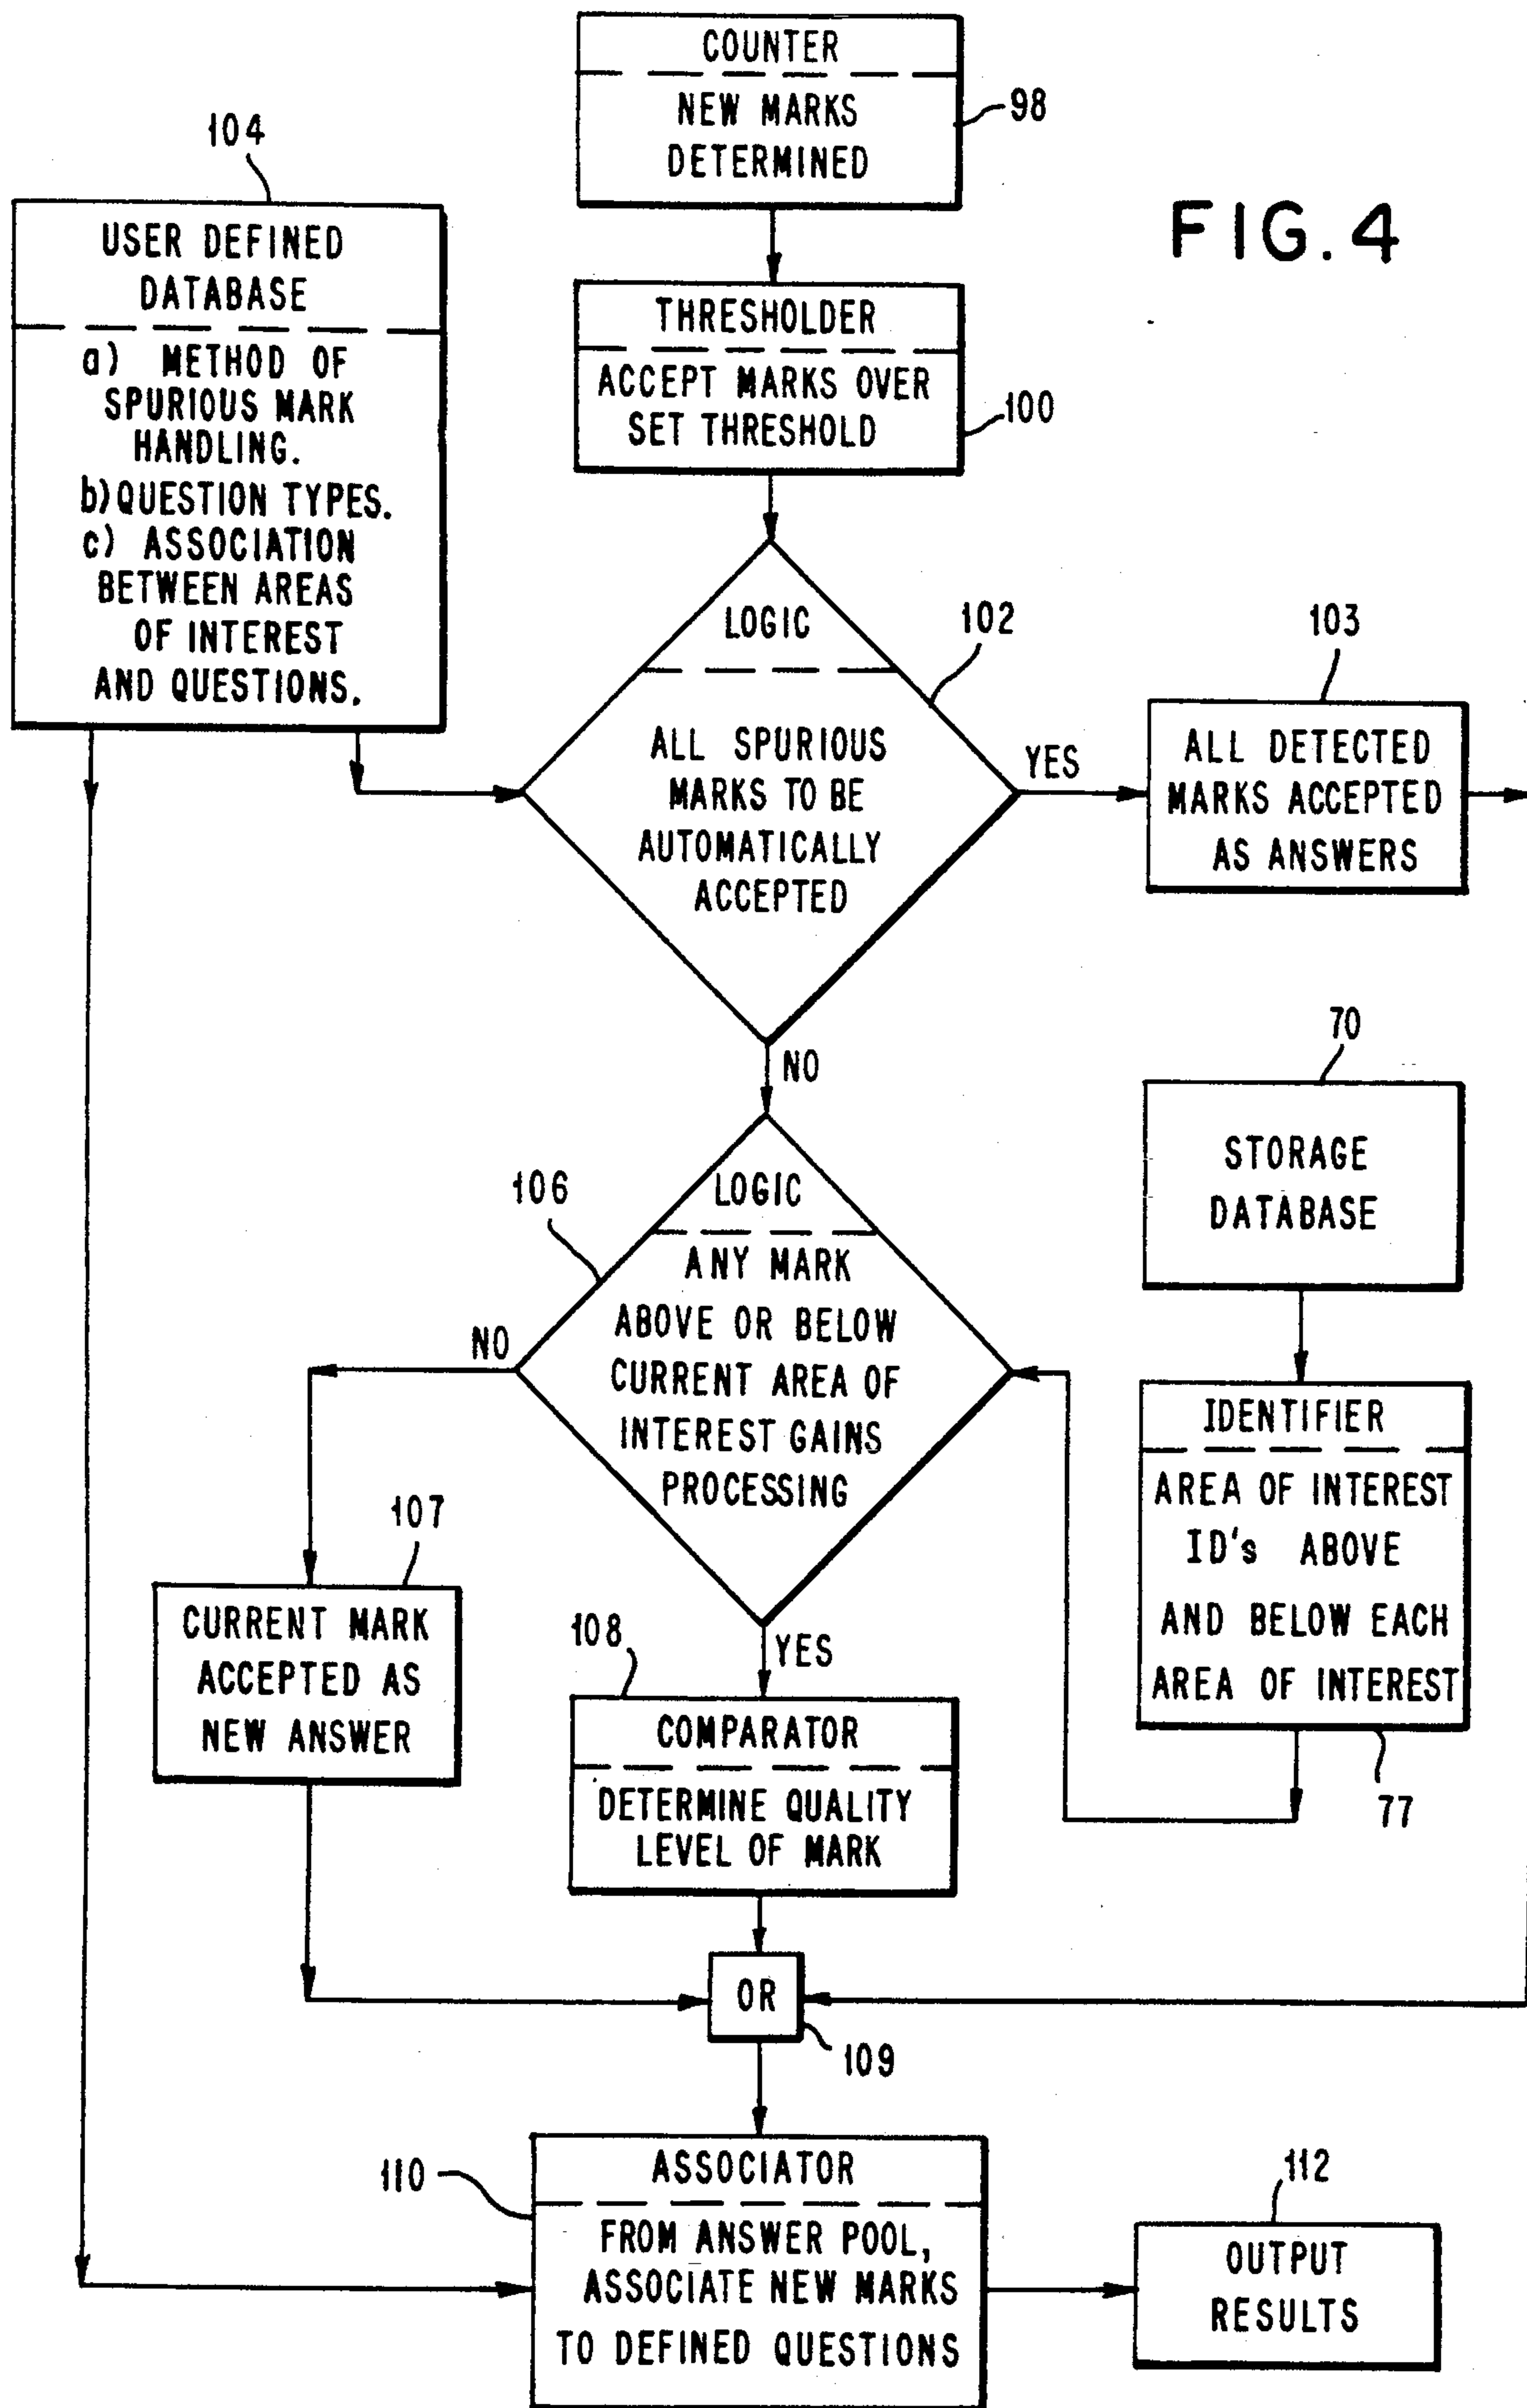 COUNTER
NEW MARKS
DETERMINED
98
FIG. 4
104
USER DEFINED
DATABASE
a) METHOD OF
SPURIOUS MARK
HANDLING.
b) QUESTION TYPES.
c) ASSOCIATION
BETWEEN AREAS
OF INTEREST
AND QUESTIONS.
THRESHOLDER
ACCEPT MARKS OVER
SET THRESHOLD
100
LOGIC
ALL SPURIOUS
MARKS TO BE
AUTOMATICALLY
ACCEPTED
102
YES
103
ALL DETECTED
MARKS ACCEPTED
AS ANSWERS
NO
70
STORAGE
DATABASE
106
LOGIC
ANY MARK
ABOVE OR BELOW
CURRENT AREA OF
INTEREST GAINS
PROCESSING
NO
IDENTIFIER
AREA OF INTEREST
ID's ABOVE
AND BELOW EACH
AREA OF INTEREST
77
107
CURRENT MARK
ACCEPTED AS
NEW ANSWER
YES
108
COMPARATOR
DETERMINE QUALITY
LEVEL OF MARK
OR
109
110
ASSOCIATOR
FROM ANSWER POOL,
ASSOCIATE NEW MARKS
TO DEFINED QUESTIONS
112
OUTPUT
RESULTS